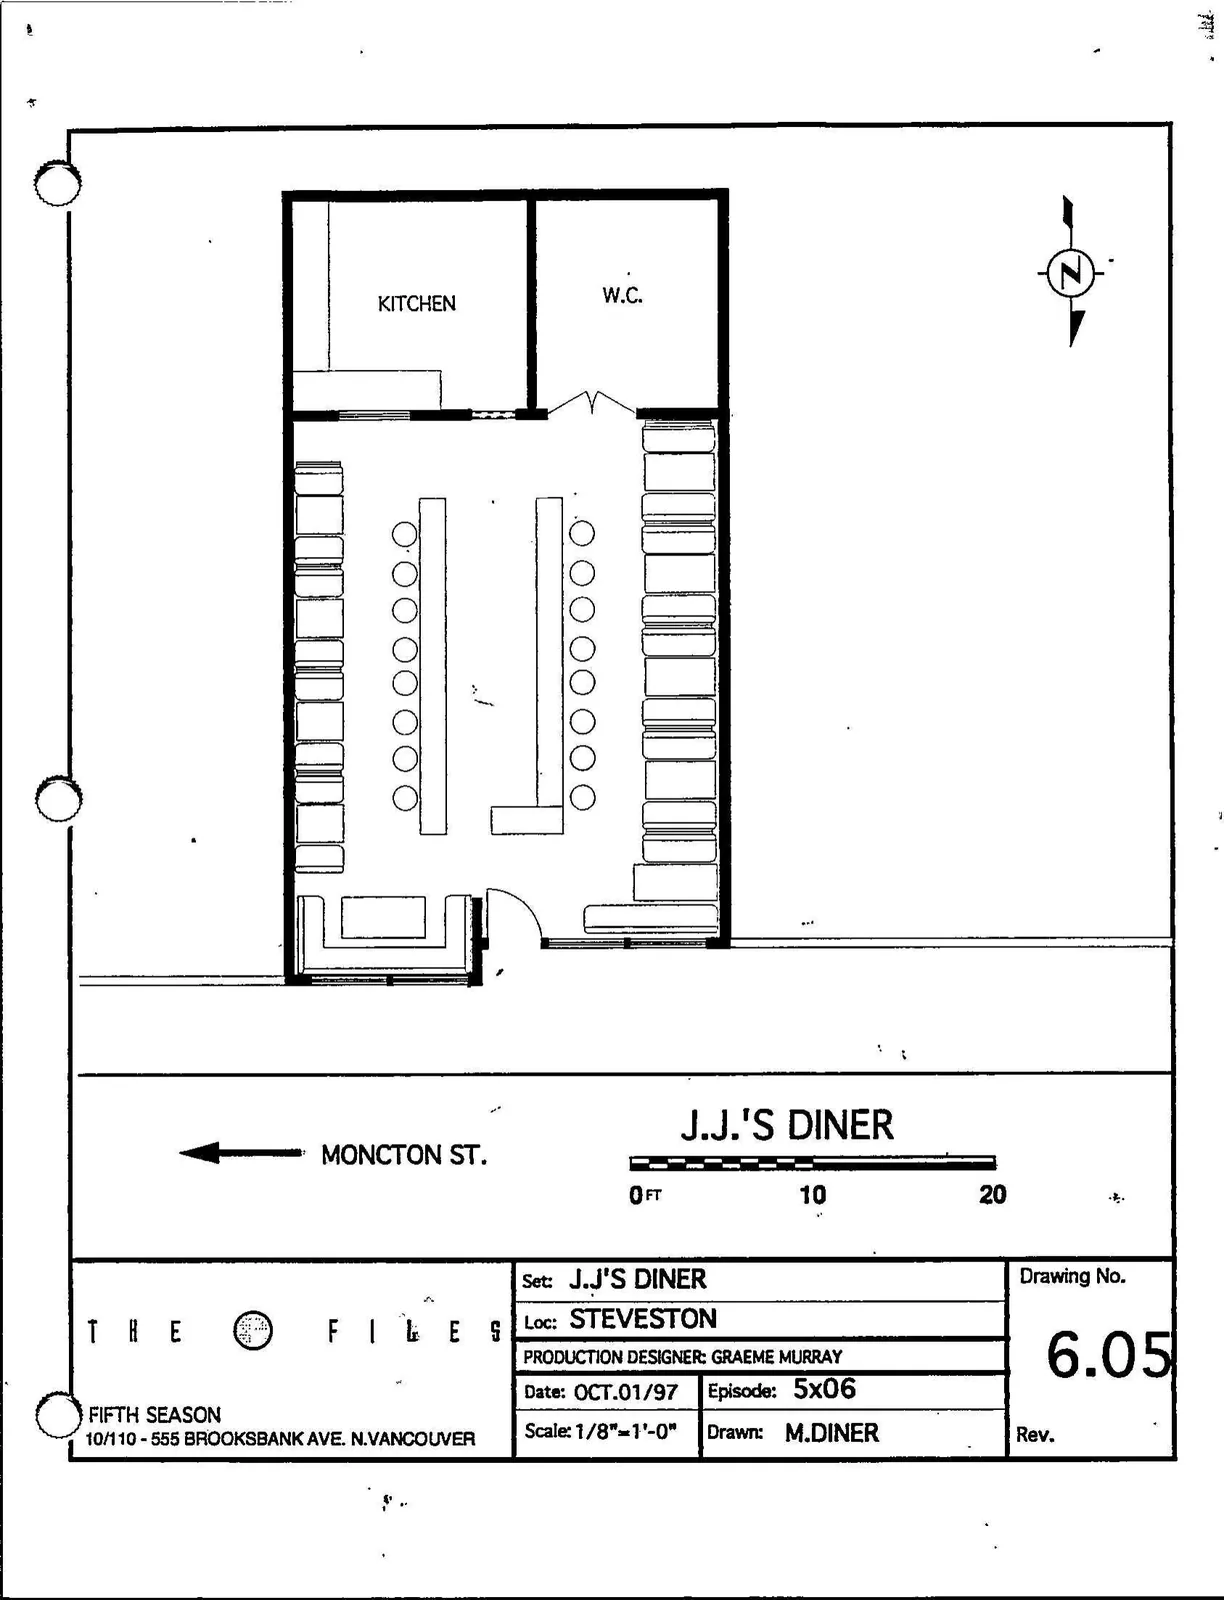 KITCHEN
W.C.
N
J.J.'S DINER
MONCTON ST.
0 FT 10 20
THE FILES
FIFTH SEASON
10/110 - 555 BROOKSBANK AVE. N.VANCOUVER
Set: J.J'S DINER
Loc: STEVESTON
PRODUCTION DESIGNER: GRAEME MURRAY
Date: OCT.01/97
Episode: 5x06
Scale: 1/8"=1'-0"
Drawn: M.DINER
Drawing No.
6.05
Rev.